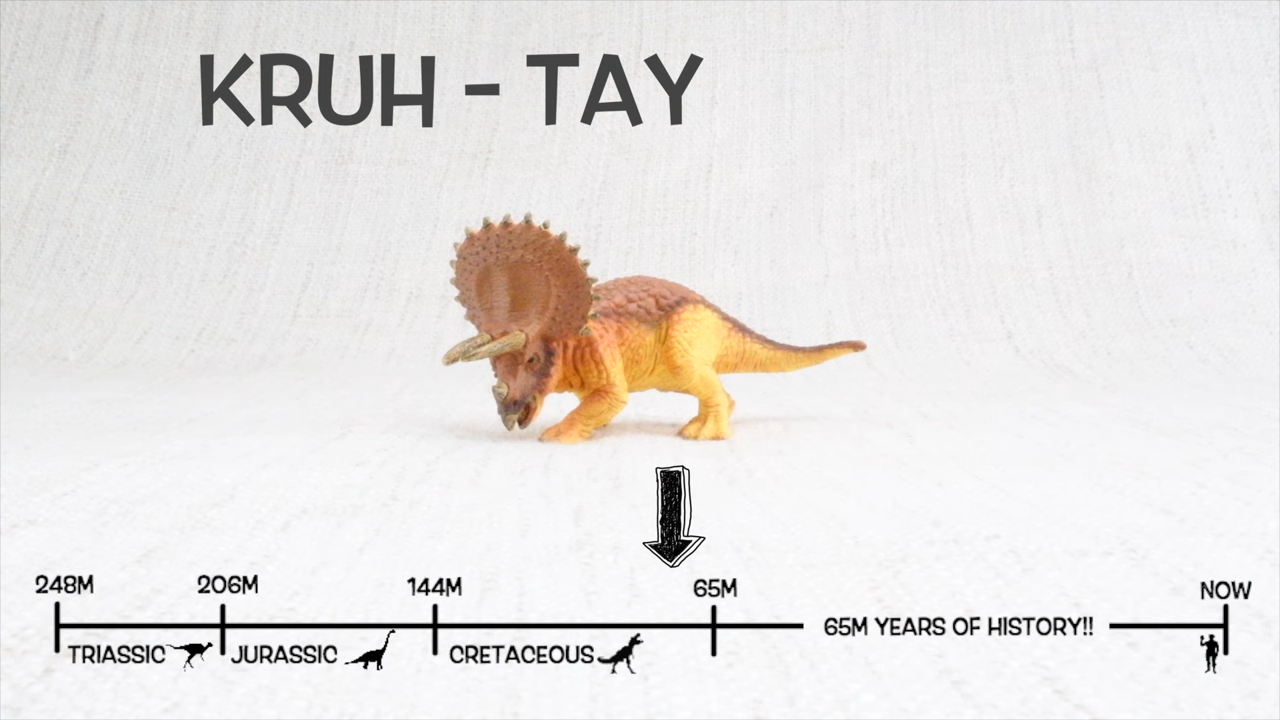 KRUH - TAY
248M 206M 144M 65M NOW
65M YEARS OF HISTORY!!
TRIASSIC JURASSIC CRETACEOUS